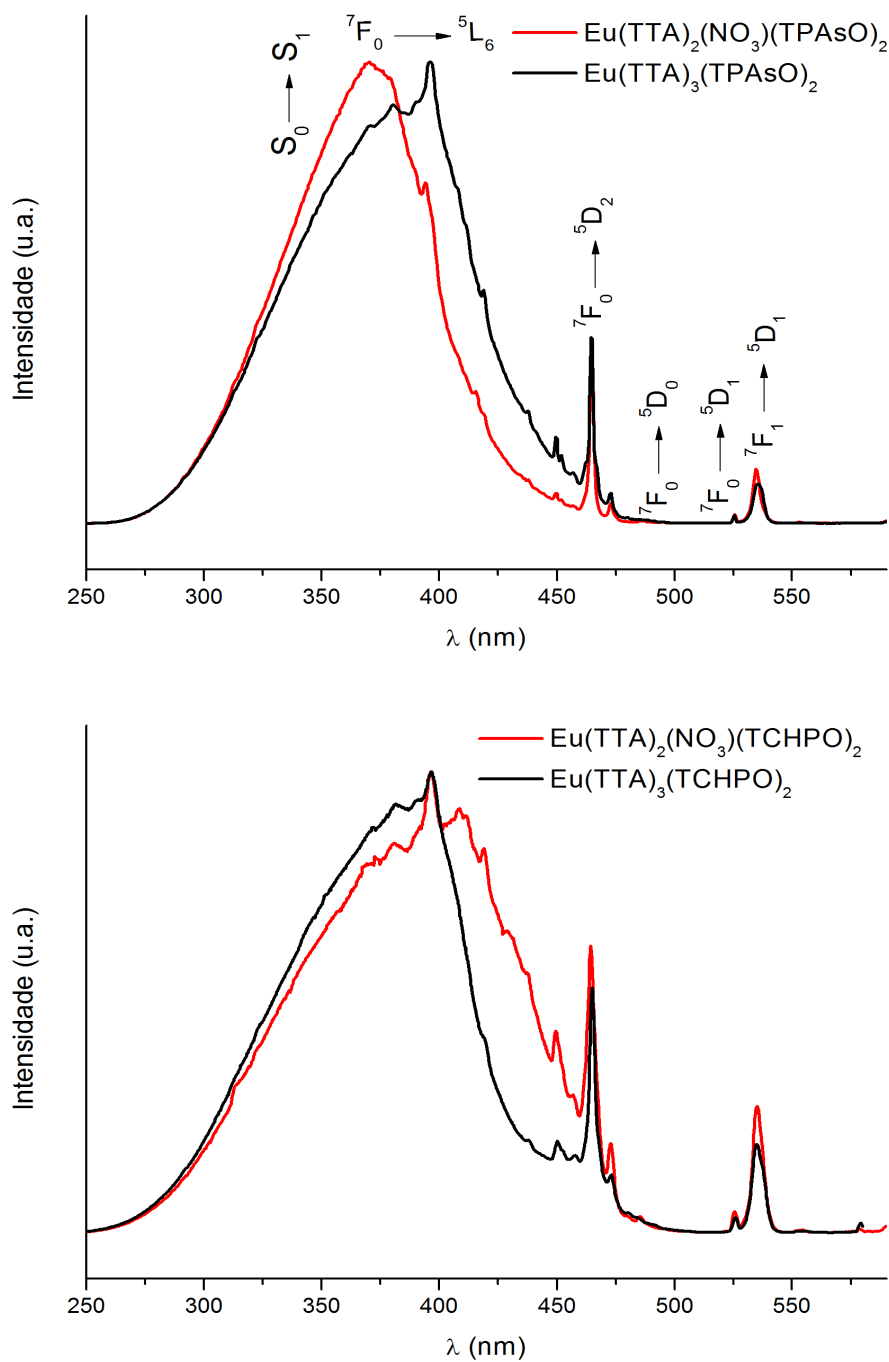 ⁷F₀ → ⁵L₆
S₀ → S₁
Eu(TTA)₂(NO₃)(TPAsO)₂
Eu(TTA)₃(TPAsO)₂
⁷F₀ → ⁵D₂
⁷F₀ → ⁵D₀
⁷F₀ → ⁵D₁
⁷F₁ → ⁵D₁
Intensidade (u.a.)
250 300 350 400 450 500 550
λ (nm)
Eu(TTA)₂(NO₃)(TCHPO)₂
Eu(TTA)₃(TCHPO)₂
Intensidade (u.a.)
250 300 350 400 450 500 550
λ (nm)